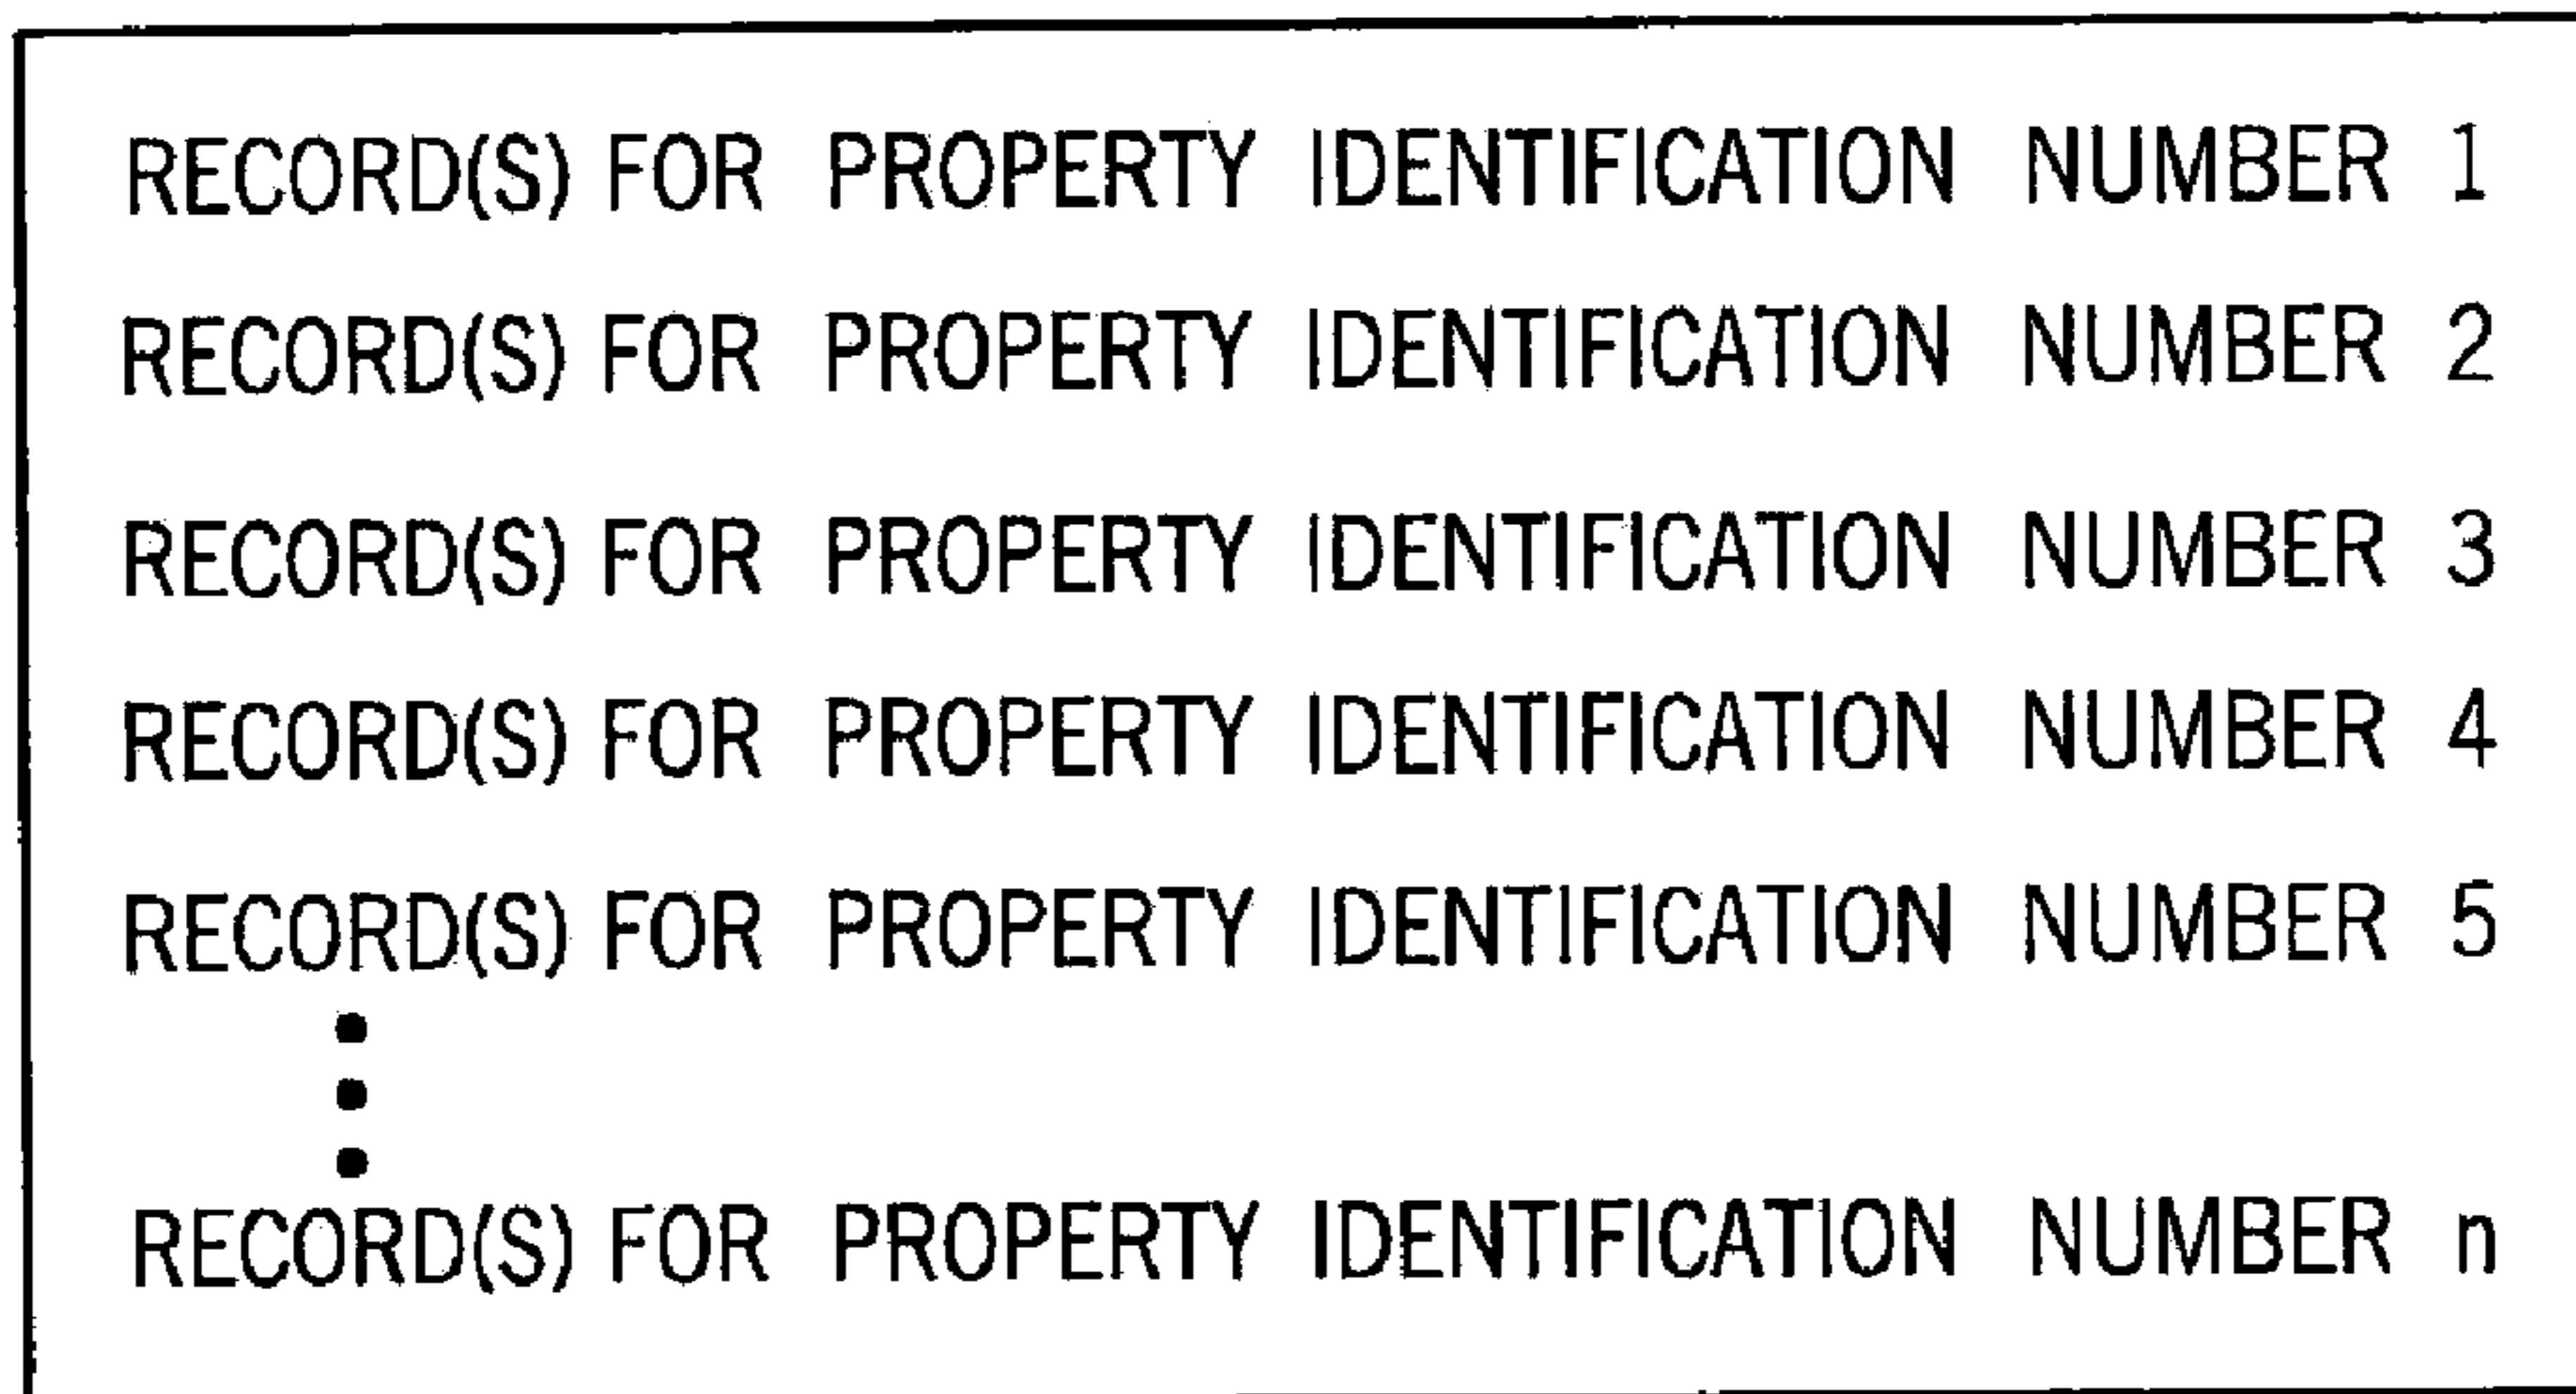 RECORD(S) FOR PROPERTY IDENTIFICATION NUMBER 1
RECORD(S) FOR PROPERTY IDENTIFICATION NUMBER 2
RECORD(S) FOR PROPERTY IDENTIFICATION NUMBER 3
RECORD(S) FOR PROPERTY IDENTIFICATION NUMBER 4
RECORD(S) FOR PROPERTY IDENTIFICATION NUMBER 5
RECORD(S) FOR PROPERTY IDENTIFICATION NUMBER n